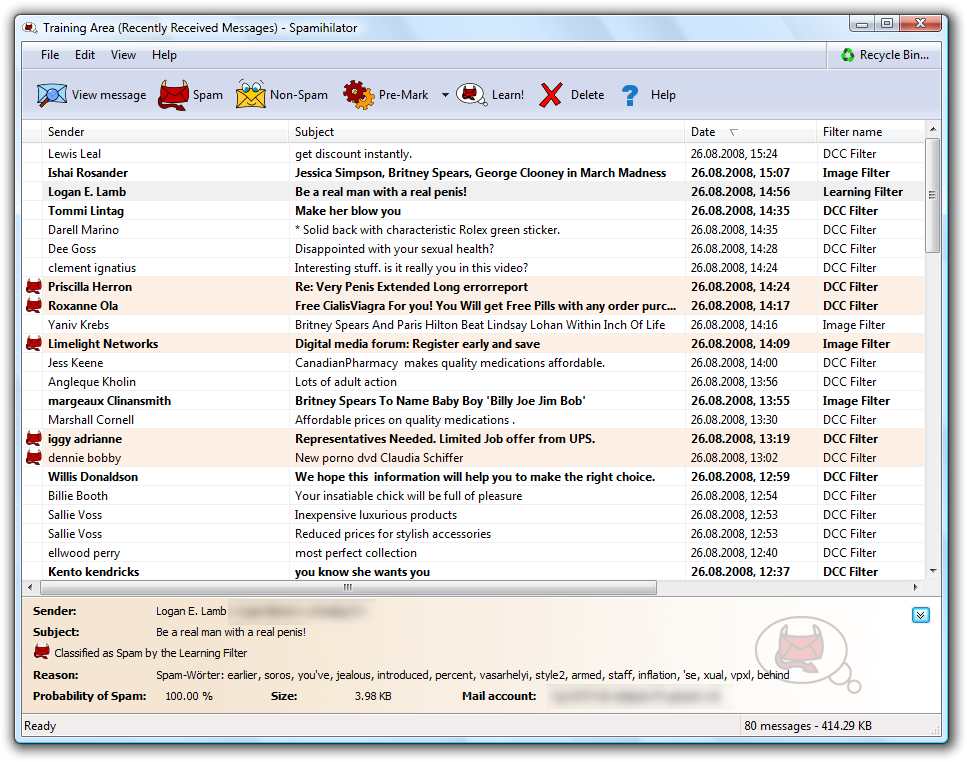 Training Area (Recently Received Messages) - Spamihilator
File Edit View Help Recycle Bin...
View message Spam Non-Spam Pre-Mark Learn! Delete Help
Sender Subject Date Filter name
Lewis Leal get discount instantly. 26.08.2008, 15:24 DCC Filter
Ishai Rosander Jessica Simpson, Britney Spears, George Clooney in March Madness 26.08.2008, 15:07 Image Filter
Logan E. Lamb Be a real man with a real penis! 26.08.2008, 14:56 Learning Filter
Tommi Lintag Make her blow you 26.08.2008, 14:35 DCC Filter
Darell Marino * Solid back with characteristic Rolex green sticker. 26.08.2008, 14:35 DCC Filter
Dee Goss Disappointed with your sexual health? 26.08.2008, 14:28 DCC Filter
clement ignatius Interesting stuff. is it really you in this video? 26.08.2008, 14:24 DCC Filter
Priscilla Herron Re: Very Penis Extended Long errorreport 26.08.2008, 14:24 DCC Filter
Roxanne Ola Free CialisViagra For you! You Will get Free Pills with any order purc... 26.08.2008, 14:17 DCC Filter
Yaniv Krebs Britney Spears And Paris Hilton Beat Lindsay Lohan Within Inch Of Life 26.08.2008, 14:16 Image Filter
Limelight Networks Digital media forum: Register early and save 26.08.2008, 14:09 Image Filter
Jess Keene CanadianPharmacy makes quality medications affordable. 26.08.2008, 14:00 DCC Filter
Angleque Kholin Lots of adult action 26.08.2008, 13:56 DCC Filter
margeaux Clinansmith Britney Spears To Name Baby Boy 'Billy Joe Jim Bob' 26.08.2008, 13:55 Image Filter
Marshall Cornell Affordable prices on quality medications . 26.08.2008, 13:30 DCC Filter
iggy adrianne Representatives Needed. Limited Job offer from UPS. 26.08.2008, 13:19 DCC Filter
dennie bobby New porno dvd Claudia Schiffer 26.08.2008, 13:02 DCC Filter
Willis Donaldson We hope this information will help you to make the right choice. 26.08.2008, 12:59 DCC Filter
Billie Booth Your insatiable chick will be full of pleasure 26.08.2008, 12:54 DCC Filter
Sallie Voss Inexpensive luxurious products 26.08.2008, 12:53 DCC Filter
Sallie Voss Reduced prices for stylish accessories 26.08.2008, 12:53 DCC Filter
ellwood perry most perfect collection 26.08.2008, 12:40 DCC Filter
Kento kendricks you know she wants you 26.08.2008, 12:37 DCC Filter
Sender: Logan E. Lamb
Subject: Be a real man with a real penis!
Classified as Spam by the Learning Filter
Reason: Spam-Wörter: earlier, soros, you've, jealous, introduced, percent, vasarhelyi, style2, armed, staff, inflation, 'se, xual, vpxl, behind
Probability of Spam: 100.00 % Size: 3.98 KB Mail account:
Ready 80 messages - 414.29 KB